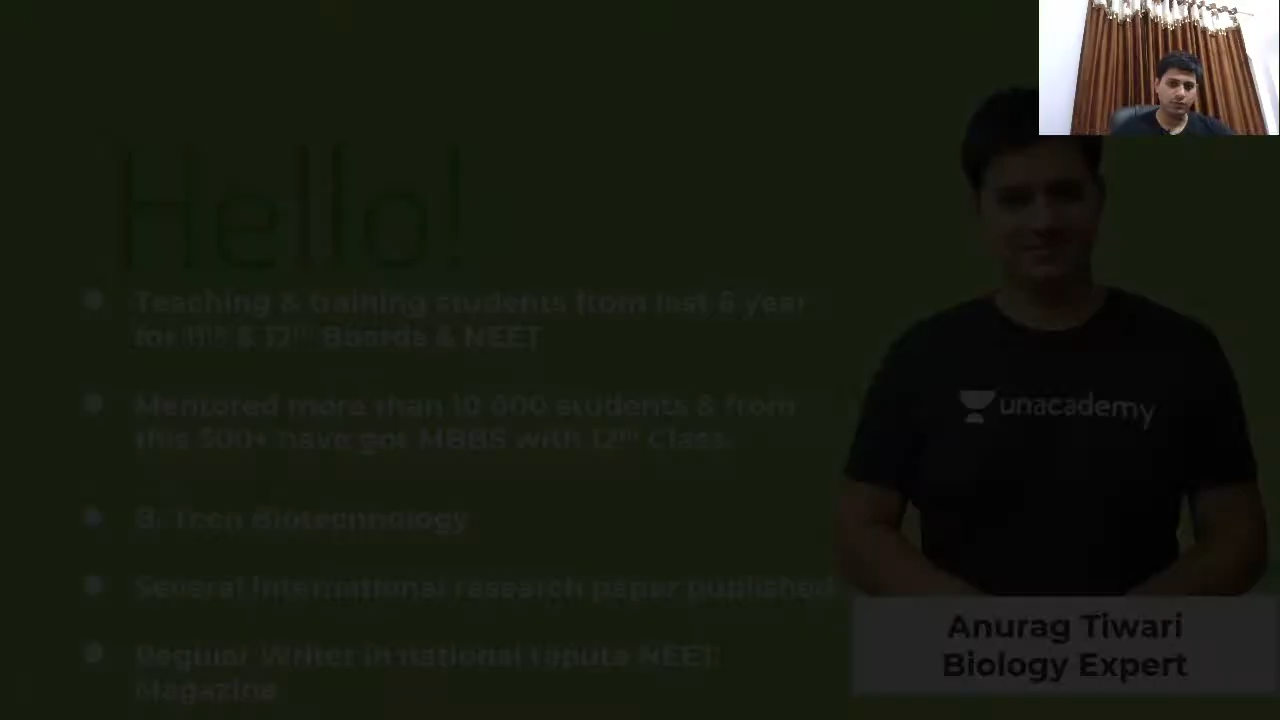 Hello!
Teaching & training students from last 6 year
for 11th & 12th Boards & NEET
Mentored more than 10 000 students & from
this 500+ have got MBBS with 12th Class.
B. Tech Biotechnology
Several International research paper published
Regular Writer in national repute NEET
Magazine
unacademy
Anurag Tiwari
Biology Expert